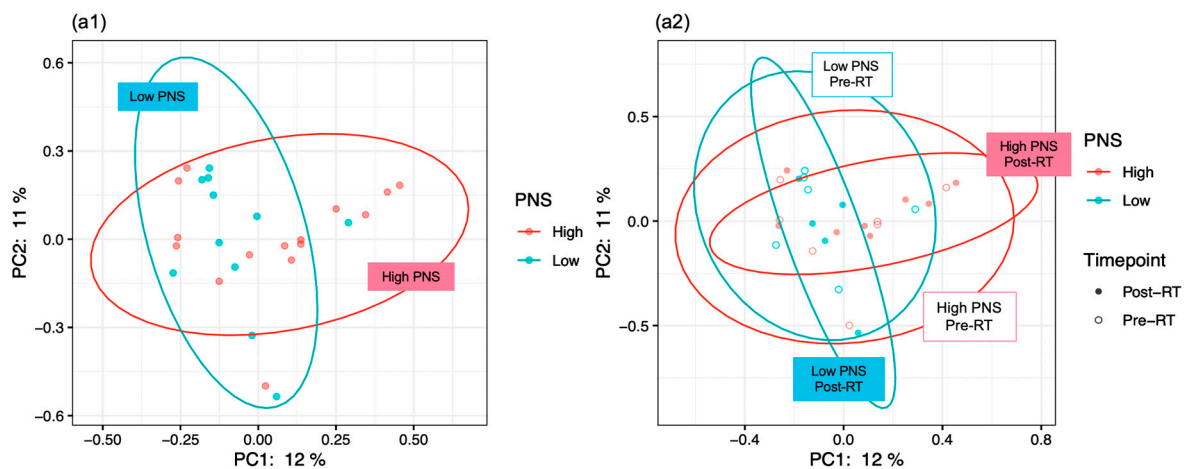 (a1)
PC2: 11 %
0.6
0.3
0.0
−0.3
−0.6
Low PNS
High PNS
−0.50
−0.25
0.00
0.25
0.50
PC1: 12 %
PNS
High
Low
(a2)
PC2: 11 %
0.5
0.0
−0.5
Low PNS
Pre-RT
High PNS
Post-RT
High PNS
Pre-RT
Low PNS
Post-RT
−0.4
0.0
0.4
0.8
PC1: 12 %
PNS
High
Low
Timepoint
Post−RT
Pre−RT